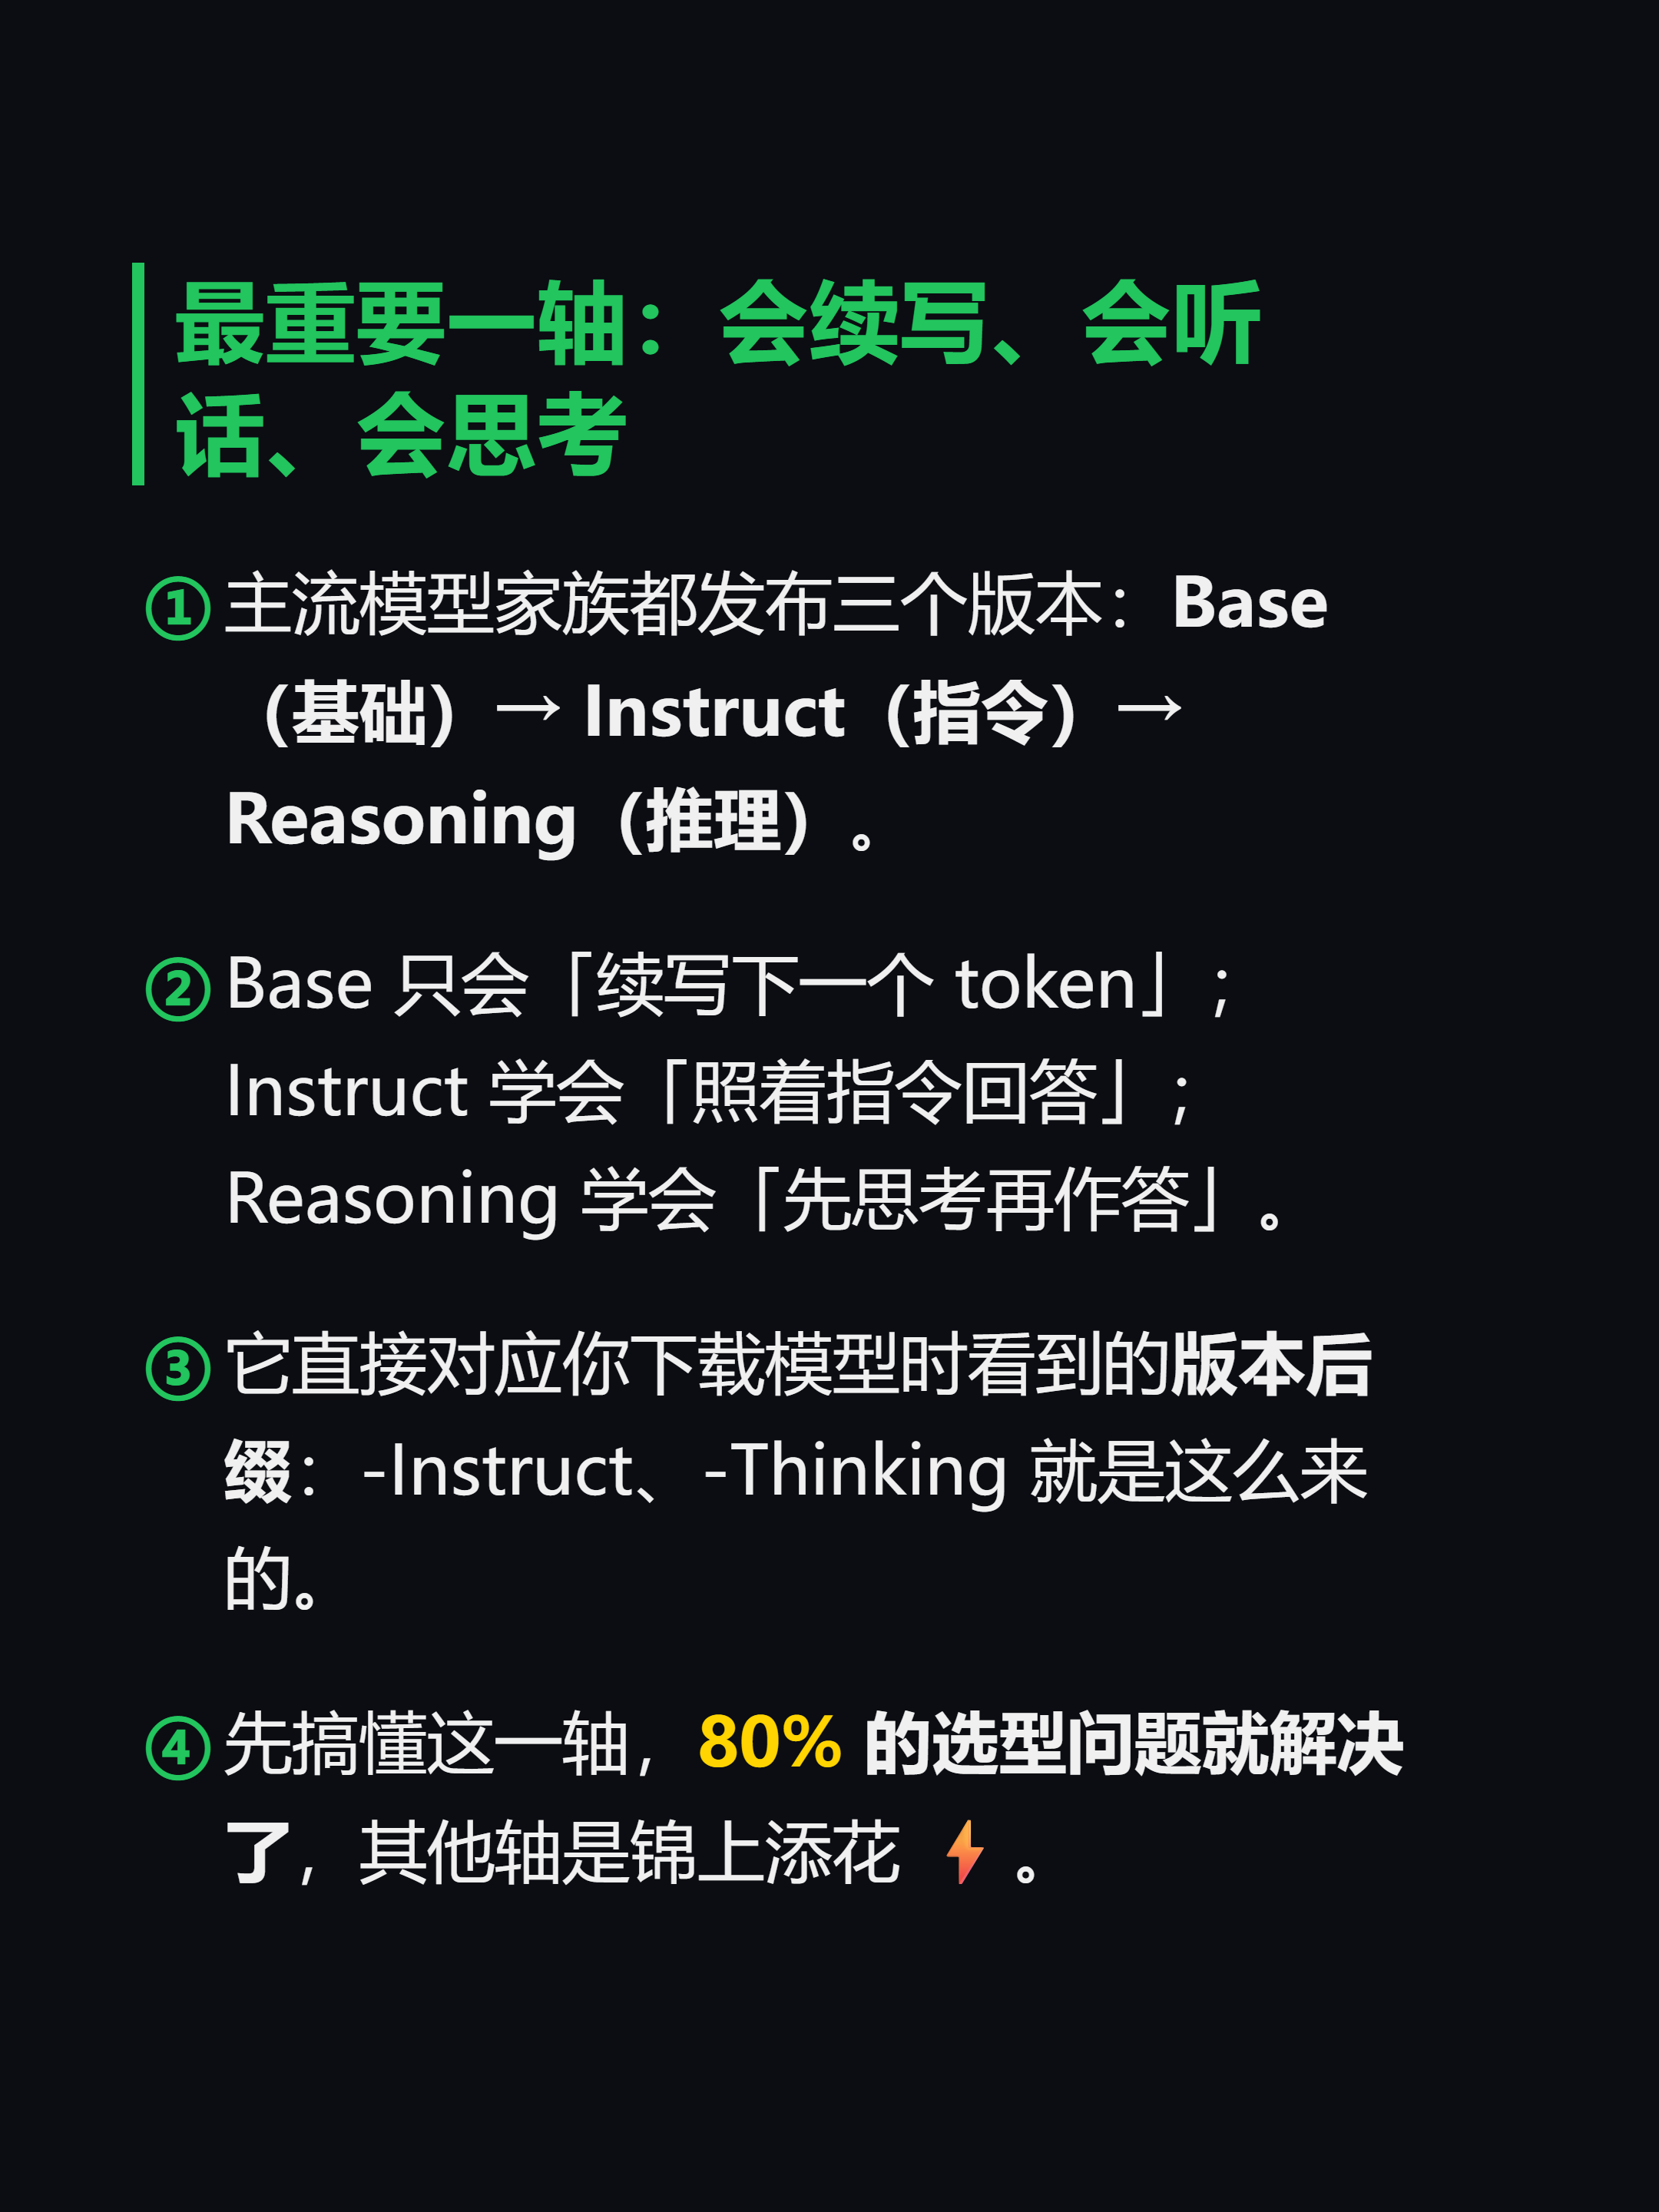 最重要一轴：会续写、会听
话、会思考
① 主流模型家族都发布三个版本：Base
（基础）→ Instruct（指令）→
Reasoning（推理）。
② Base 只会「续写下一个 token」；
Instruct 学会「照着指令回答」；
Reasoning 学会「先思考再作答」。
③ 它直接对应你下载模型时看到的版本后
缀：-Instruct、-Thinking 就是这么来
的。
④ 先搞懂这一轴，80% 的选型问题就解决
了，其他轴是锦上添花 ⚡。